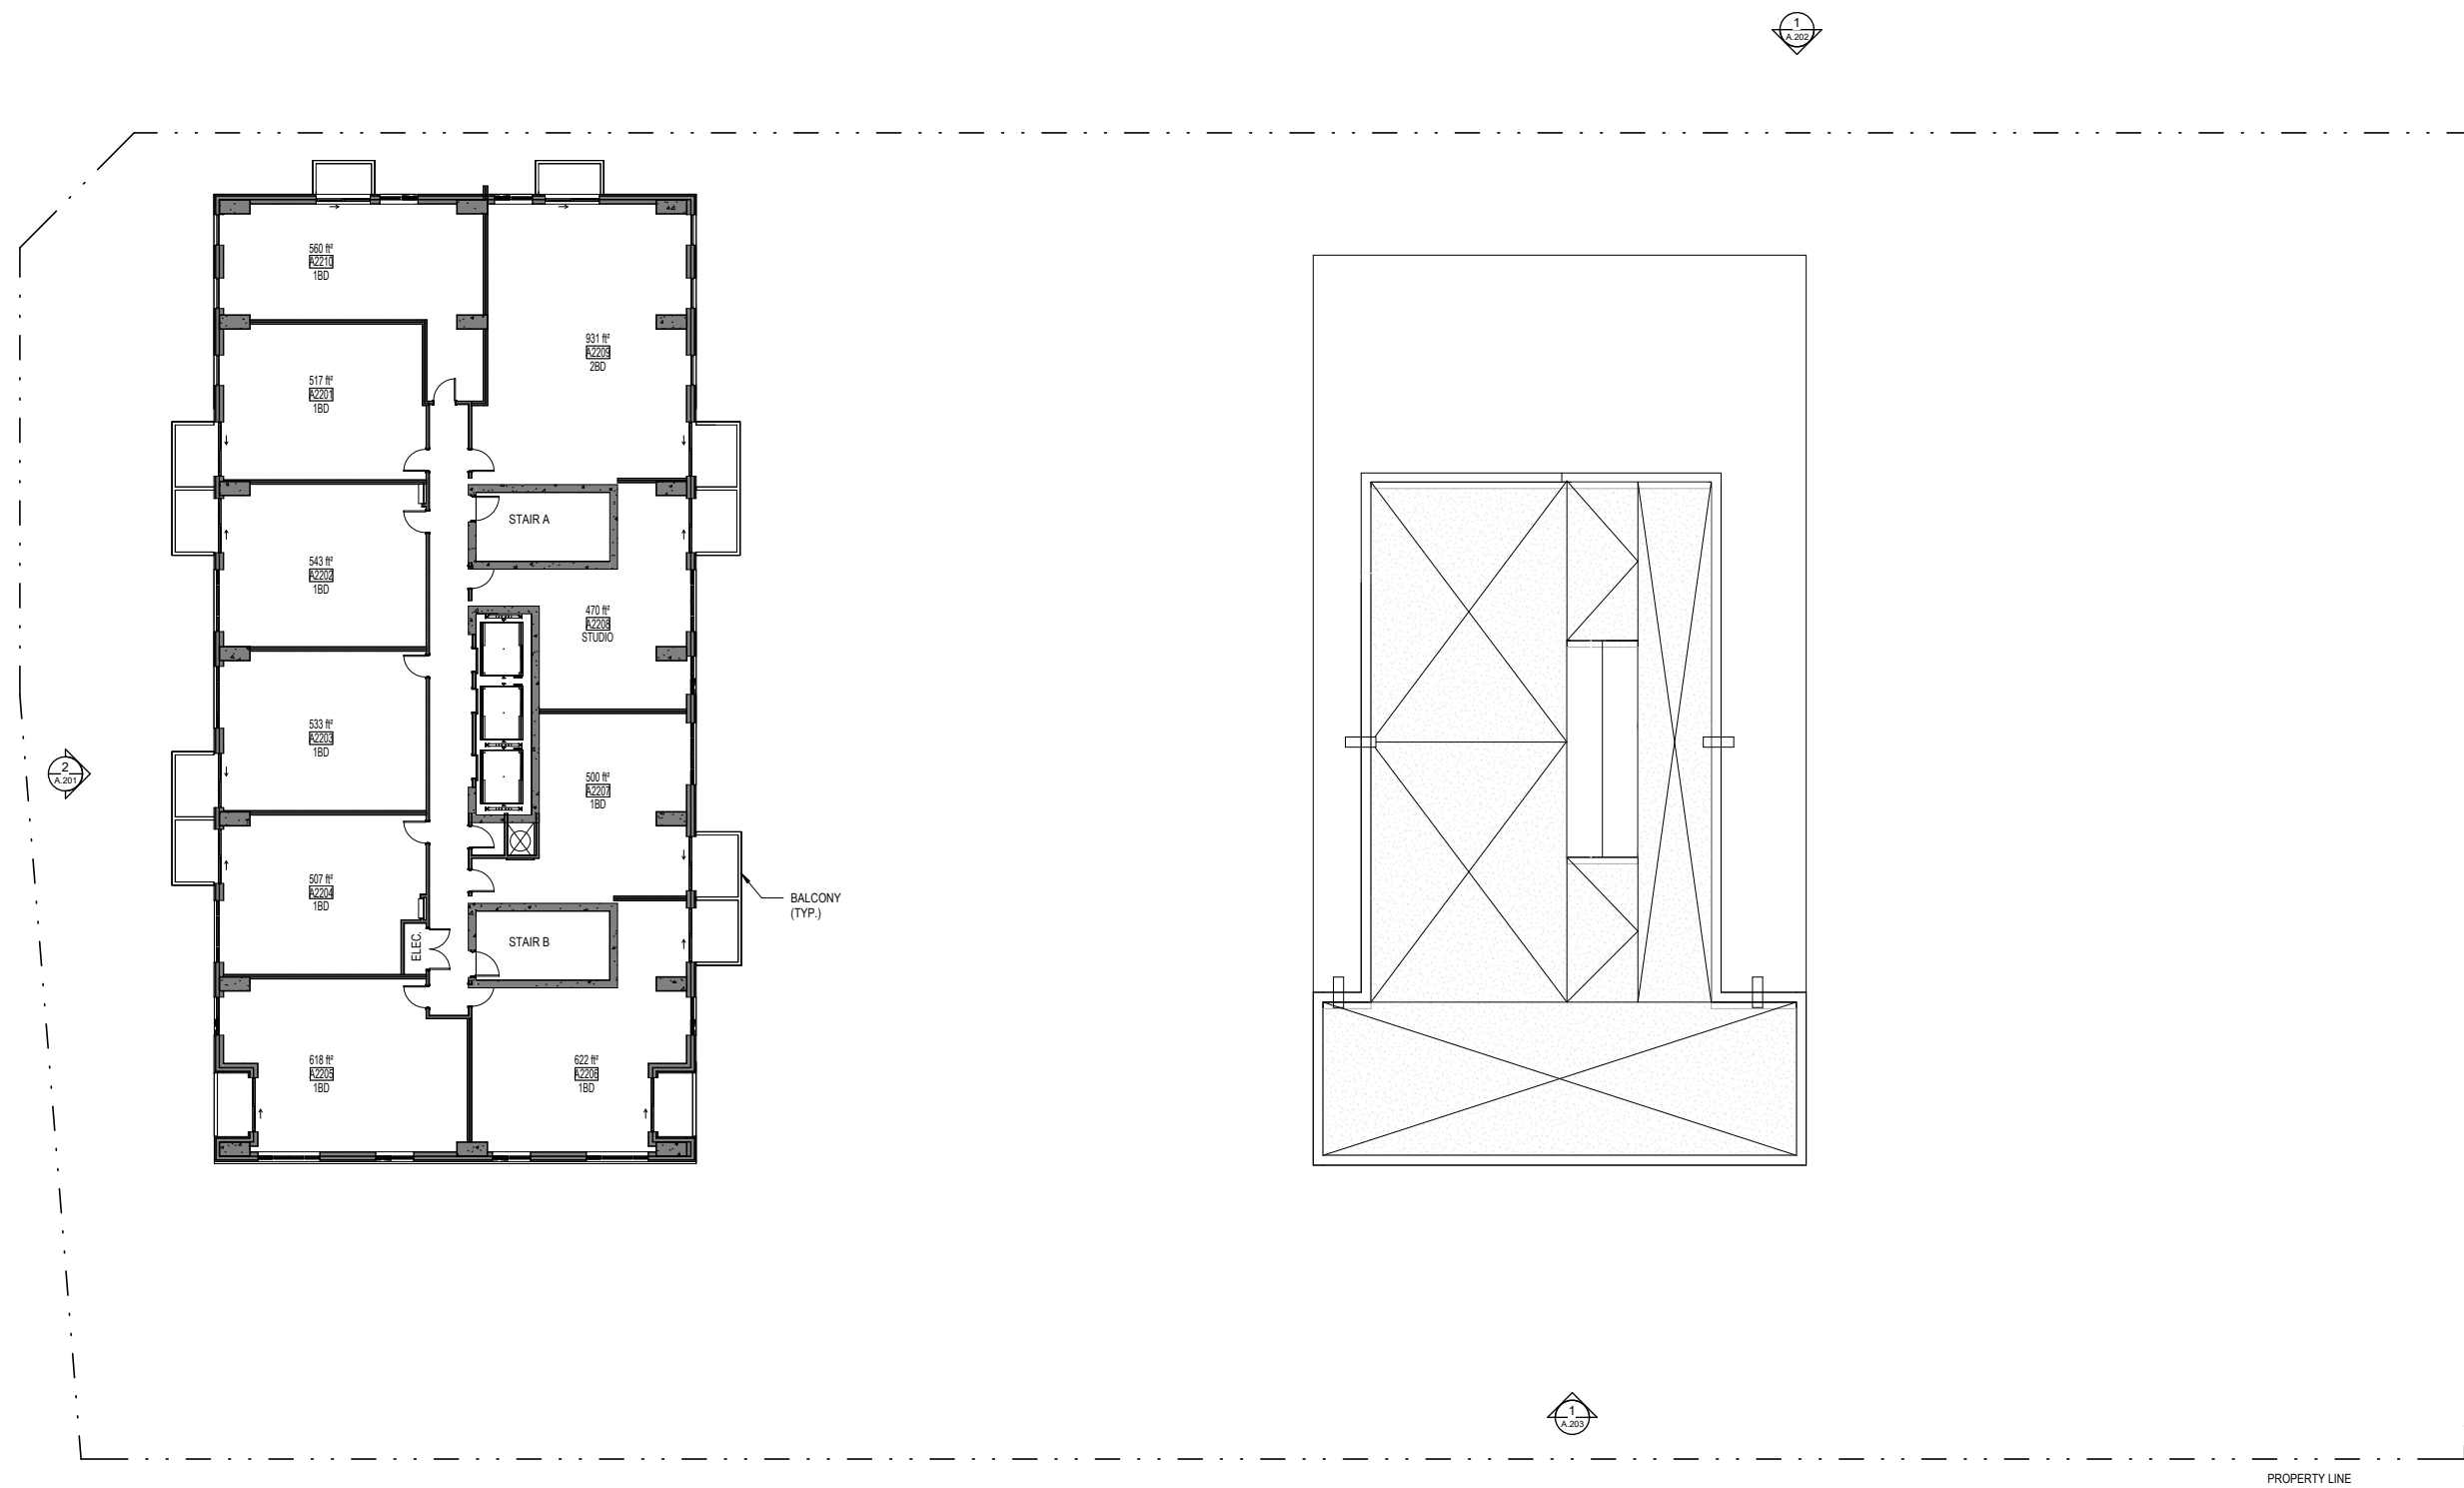 1
A.202
560 ft²
A2210
1BD
931 ft²
A2209
2BD
517 ft²
A2201
1BD
STAIR A
543 ft²
A2202
1BD
470 ft²
A2208
STUDIO
533 ft²
A2203
1BD
2
A.201
500 ft²
A2207
1BD
507 ft²
A2204
1BD
BALCONY
(TYP.)
ELEC.
STAIR B
618 ft²
A2205
1BD
622 ft²
A2206
1BD
1
A.203
PROPERTY LINE